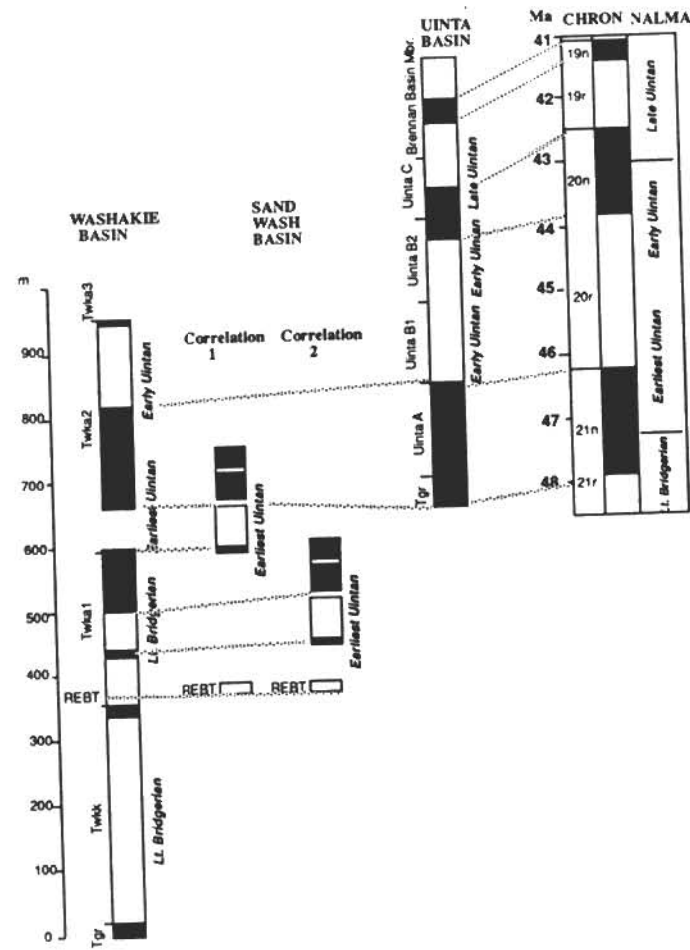 UINTA
BASIN
Ma
CHRON
NALMA
41
42
43
44
45
46
47
48
19n
19r
20n
20r
21n
21r
Late Uintan
Early Uintan
Earliest Uintan
Lt. Bridgerian
Brennan Basin Mbr.
Uinta C
Uinta B2
Uinta B1
Uinta A
Tgr
Late Uintan
Early Uintan
Early Uintan
WASHAKIE
BASIN
SAND
WASH
BASIN
Correlation
1
Correlation
2
m
900
800
700
600
500
400
300
200
100
0
REBT
Twka3
Twka2
Twka1
Twkk
Tgr
Early Uintan
Earliest Uintan
Lt. Bridgerian
Lt. Bridgerian
Earliest Uintan
REBT
Earliest Uintan
REBT